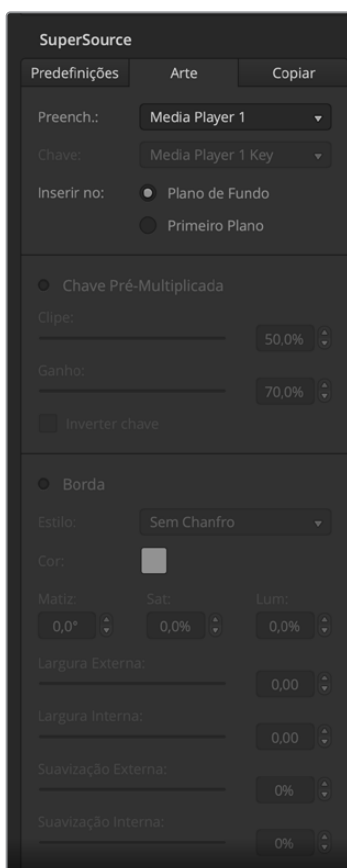 SuperSource
Predefinições Arte Copiar
Preench.: Media Player 1
Chave: Media Player 1 Key
Inserir no: Plano de Fundo
Primeiro Plano
Chave Pré-Multiplicada
Clipe:
50,0%
Ganho:
70,0%
Inverter chave
Borda
Estilo: Sem Chanfro
Cor:
Matiz: Sat: Lum:
0,0° 0,0% 0,0%
Largura Externa:
0,00
Largura Interna:
0,00
Suavização Externa:
0%
Suavização Interna:
0%